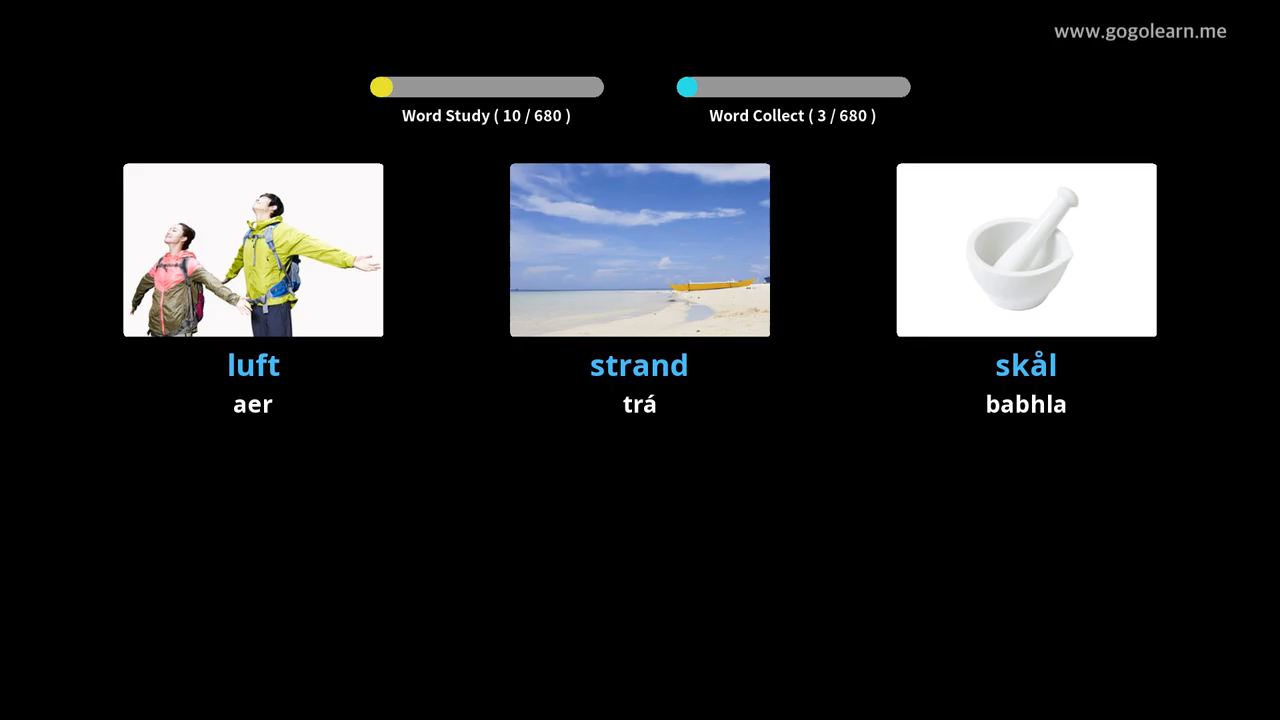 www.gogolearn.me
Word Study ( 10 / 680 )
Word Collect ( 3 / 680 )
luft
strand
skål
aer
trá
babhla